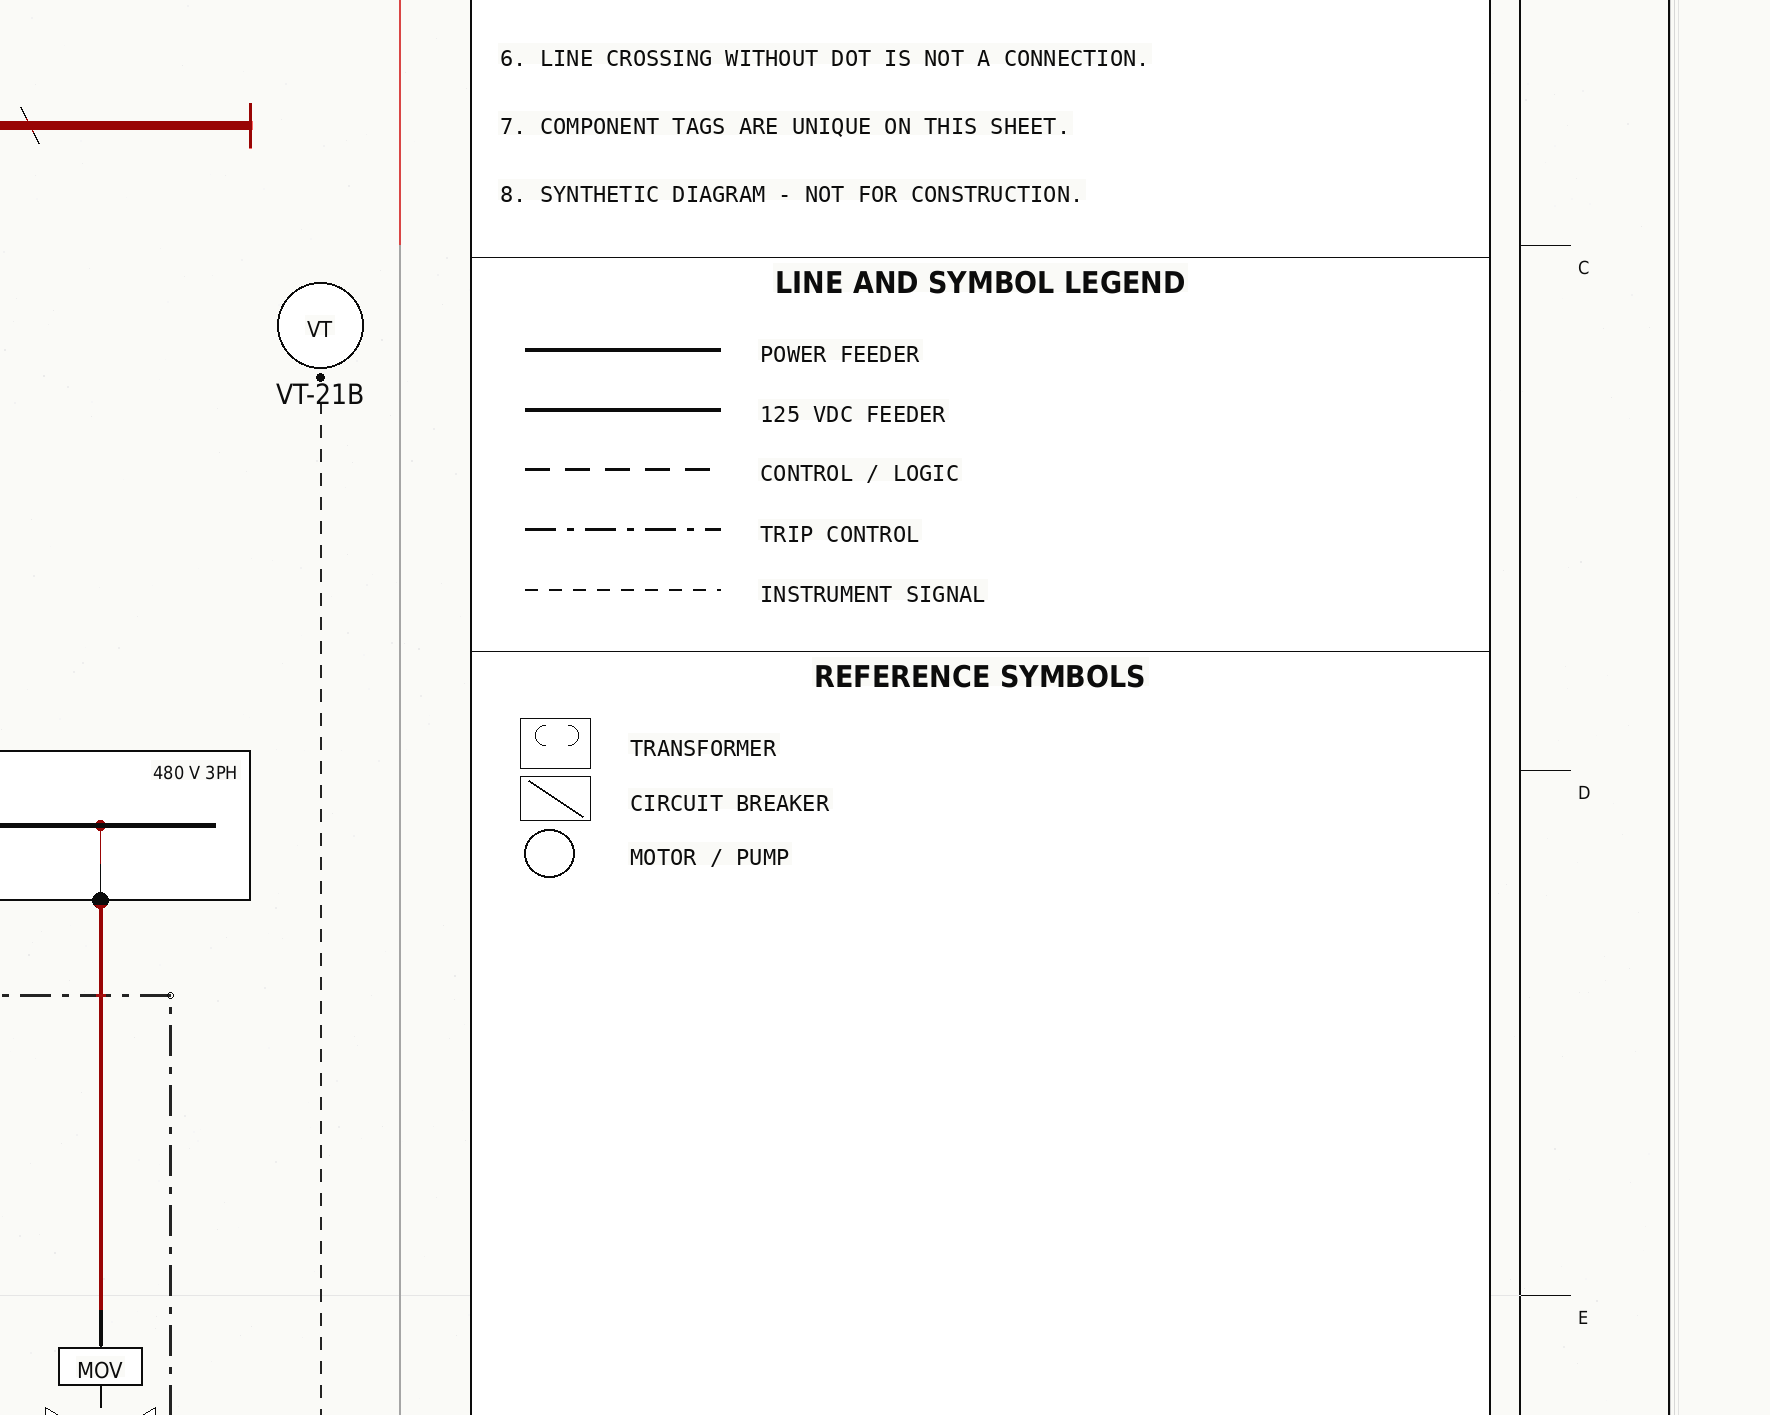 6. LINE CROSSING WITHOUT DOT IS NOT A CONNECTION.
7. COMPONENT TAGS ARE UNIQUE ON THIS SHEET.
8. SYNTHETIC DIAGRAM - NOT FOR CONSTRUCTION.
C
LINE AND SYMBOL LEGEND
VT
VT-21B
POWER FEEDER
125 VDC FEEDER
CONTROL / LOGIC
TRIP CONTROL
INSTRUMENT SIGNAL
REFERENCE SYMBOLS
TRANSFORMER
CIRCUIT BREAKER
MOTOR / PUMP
480 V 3PH
D
E
MOV